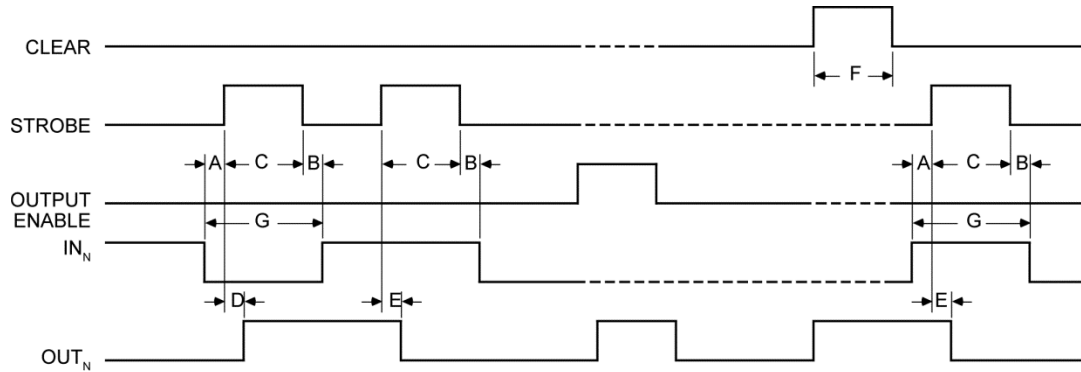 CLEAR
F
STROBE
A C B C B A C B
OUTPUT
ENABLE
G G
IN_N
D E E
OUT_N